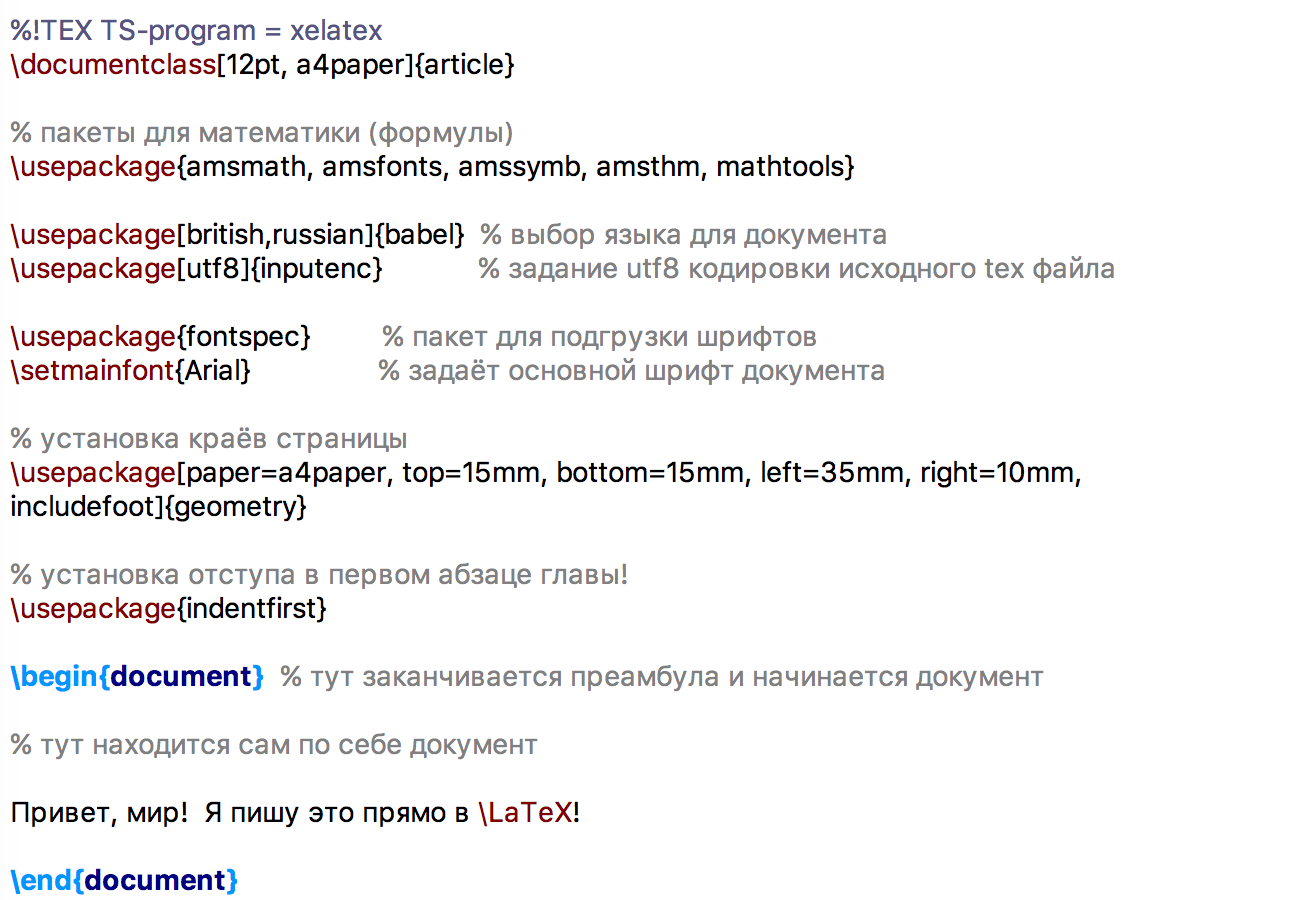 %!TEX TS-program = xelatex
\documentclass[12pt, a4paper]{article}
% пакеты для математики (формулы)
\usepackage{amsmath, amsfonts, amssymb, amsthm, mathtools}
\usepackage[british,russian]{babel} % выбор языка для документа
\usepackage[utf8]{inputenc} % задание utf8 кодировки исходного tex файла
\usepackage{fontspec} % пакет для подгрузки шрифтов
\setmainfont{Arial} % задаёт основной шрифт документа
% установка краёв страницы
\usepackage[paper=a4paper, top=15mm, bottom=15mm, left=35mm, right=10mm,
includefoot]{geometry}
% установка отступа в первом абзаце главы!
\usepackage{indentfirst}
\begin{document} % тут заканчивается преамбула и начинается документ
% тут находится сам по себе документ
Привет, мир! Я пишу это прямо в \LaTeX!
\end{document}